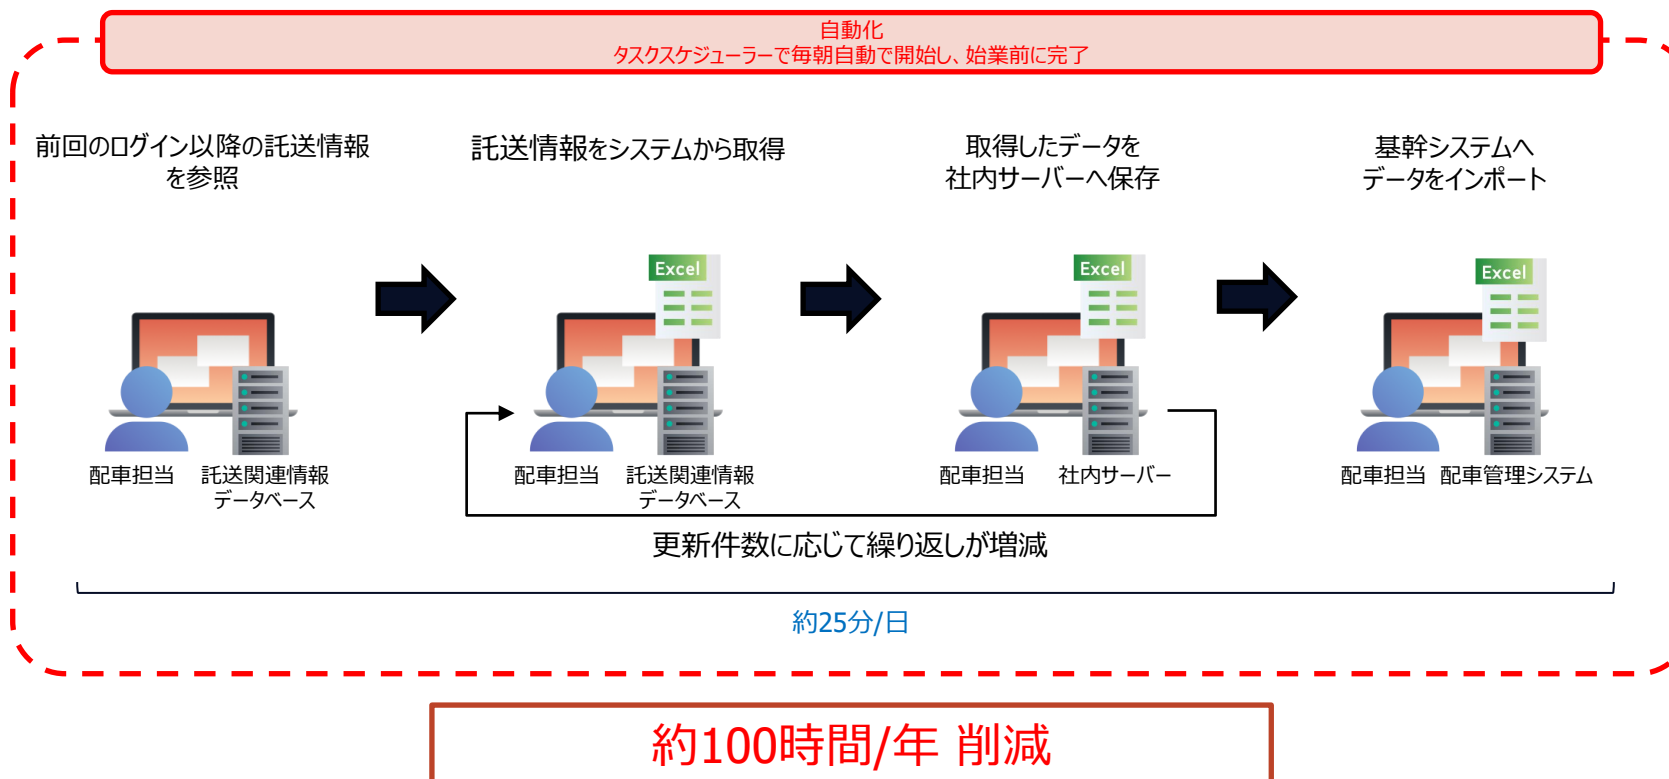 自動化
タスクスケジューラーで毎朝自動で開始し、始業前に完了
前回のログイン以降の託送情報
を参照
託送情報をシステムから取得
取得したデータを
社内サーバーへ保存
基幹システムへ
データをインポート
Excel
Excel
Excel
配車担当
託送関連情報
データベース
配車担当
託送関連情報
データベース
配車担当
社内サーバー
配車担当
配車管理システム
更新件数に応じて繰り返しが増減
約25分/日
約100時間/年 削減